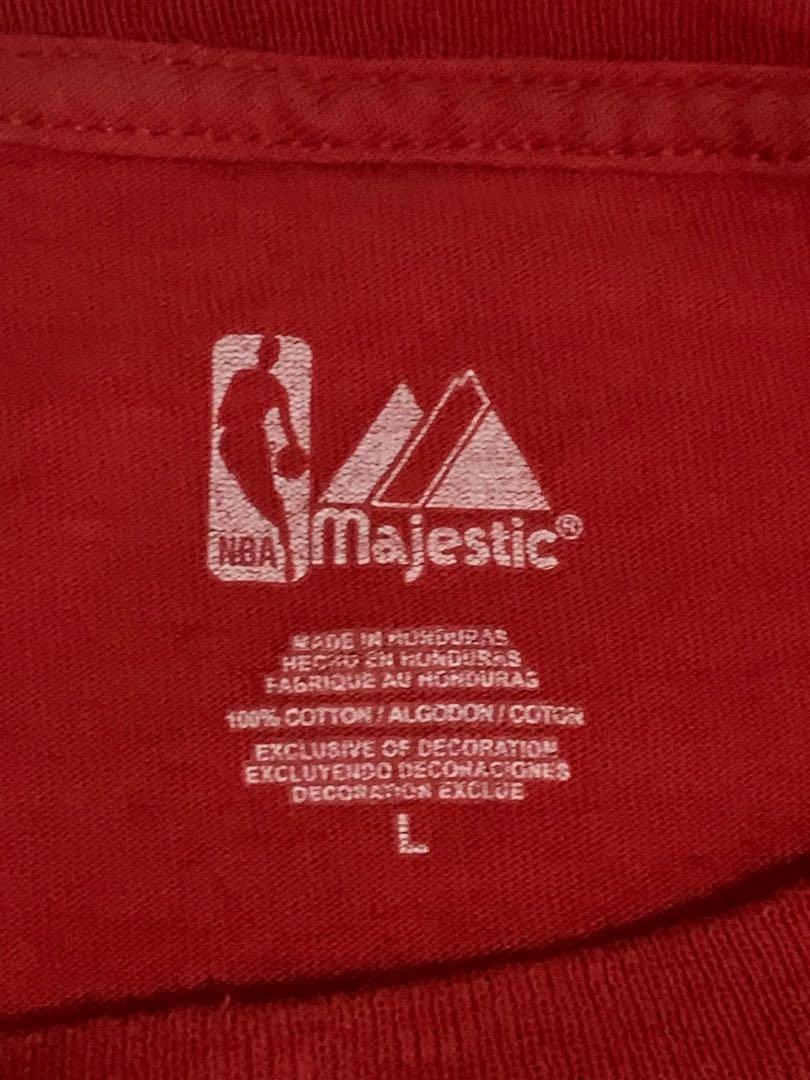 NBA Majestic®
MADE IN HONDURAS
HECHO EN HONDURAS
FABRIQUE AU HONDURAS
100% COTTON / ALGODON / COTON
EXCLUSIVE OF DECORATION
EXCLUYENDO DECORACIONES
DECORATION EXCLUE
L